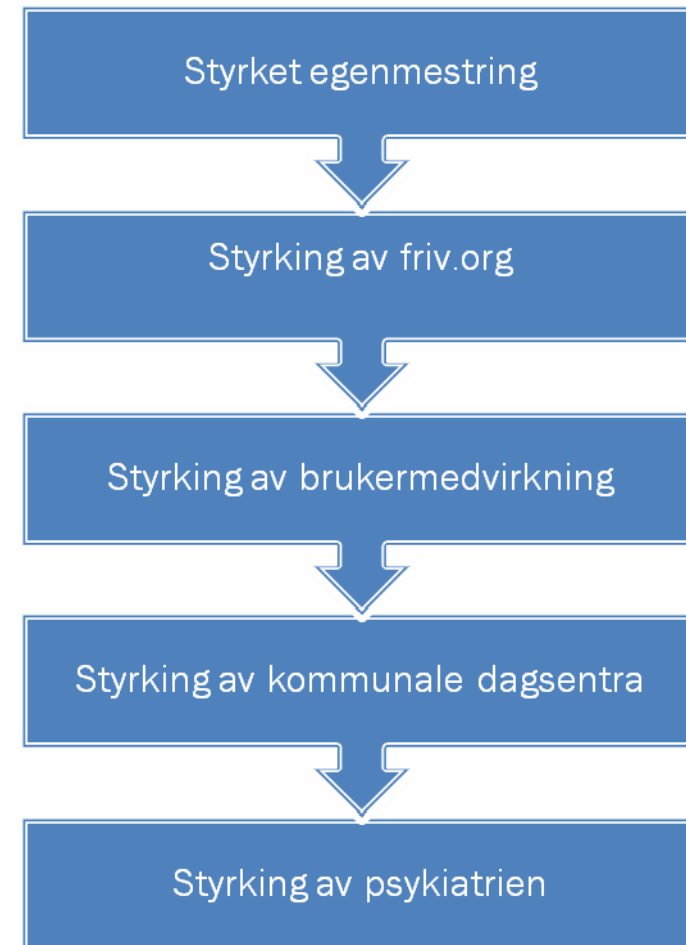 Styrket egenmestring
Styrking av friv.org
Styrking av brukermedvirkning
Styrking av kommunale dagsentra
Styrking av psykiatrien